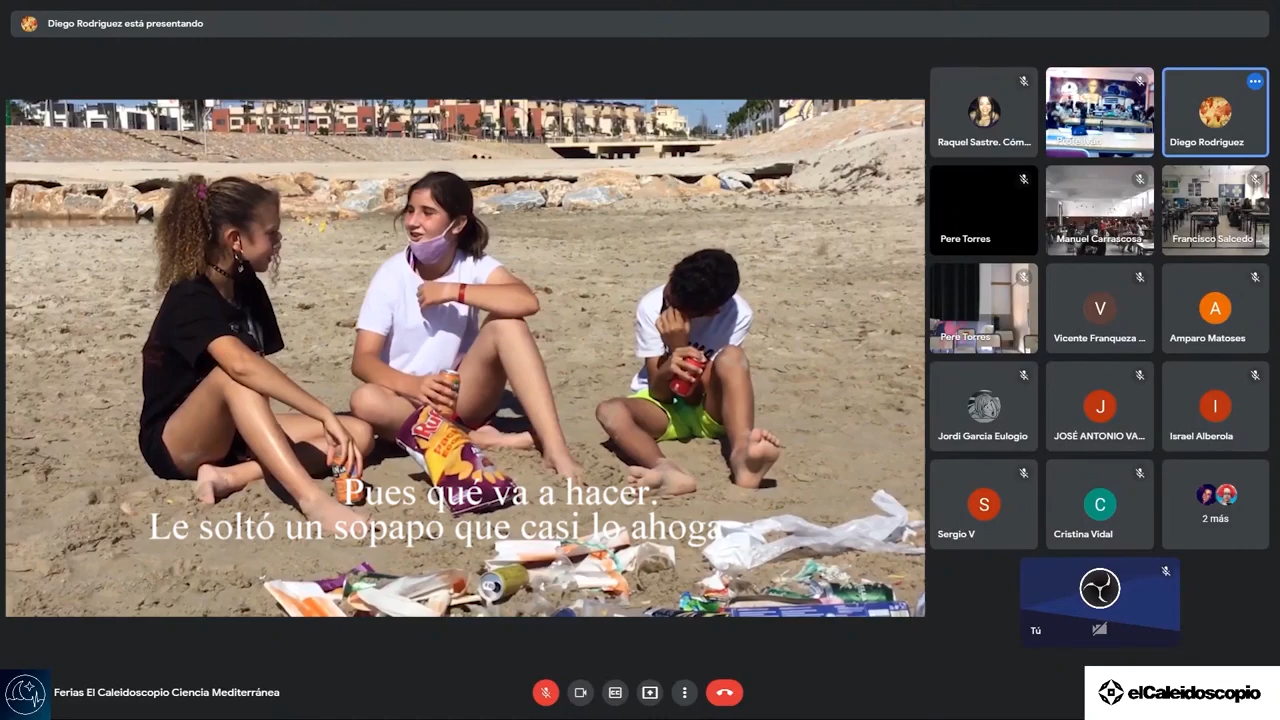 Diego Rodriguez está presentando
Raquel Sastre. Cóm...
Diego Rodriguez
Pere Torres
Manuel Carrascosa
Francisco Salcedo ...
Pere Torres
V
Vicente Franqueza ...
A
Amparo Matoses
Jordi Garcia Eulogio
J
JOSÉ ANTONIO VA...
I
Israel Alberola
S
Sergio V
C
Cristina Vidal
2 más
Tú
Pues qué va a hacer.
Le soltó un sopapo que casi lo ahoga
Ferias El Caleidoscopio Ciencia Mediterránea
elCaleidoscopio